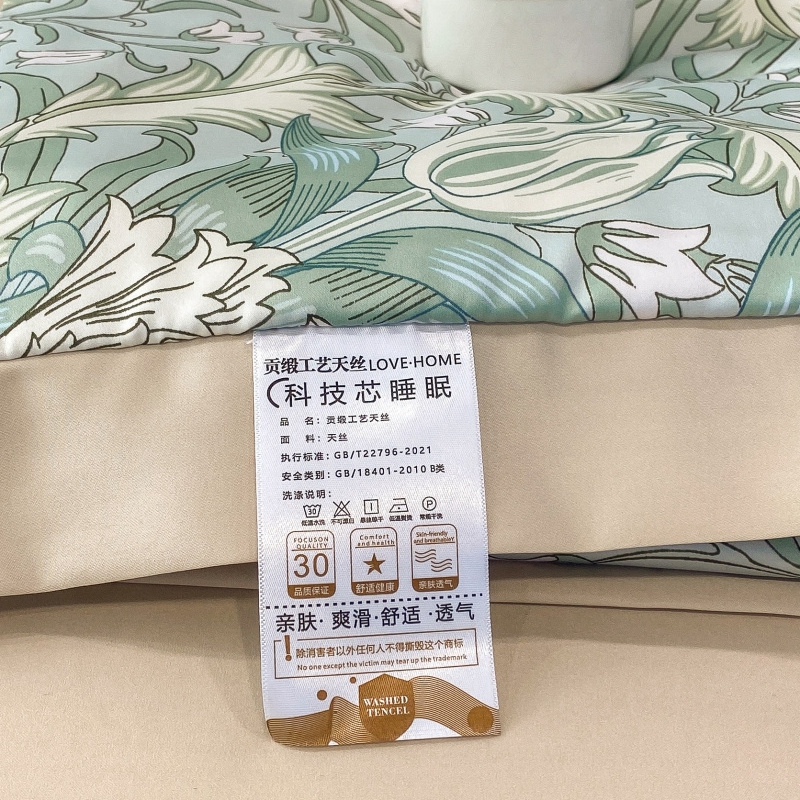 贡缎工艺天丝LOVE·HOME
科技芯睡眠
品 名：贡缎工艺天丝
面 料：天丝
执行标准：GB/T22796-2021
安全类别：GB/18401-2010 B类
洗涤说明：
30 P
低温水洗 不可漂白 悬挂晾干 低温熨烫 常规干洗
FOCUSON QUALITY
30
品质保证
Comfort and health
舒适健康
Skin-friendly and breathableY
亲肤透气
亲肤·爽滑·舒适·透气
! 除消害者以外任何人不得撕毁这个商标
No one except the victim may tear up the trademark
WASHED
TENCEL